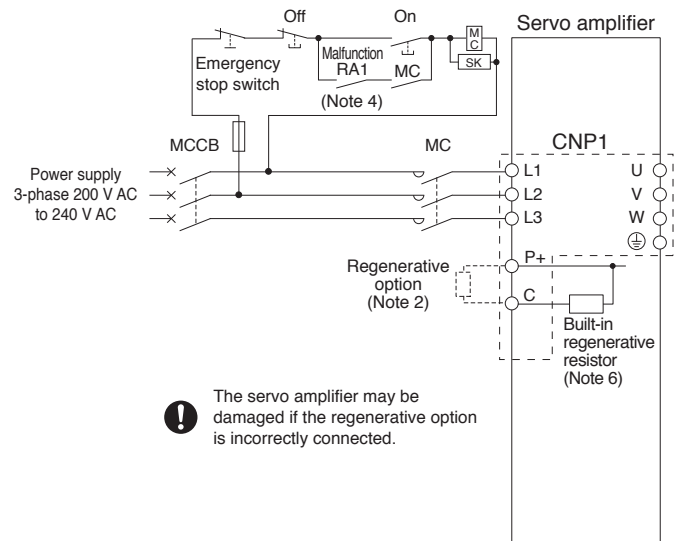 Off
On
Servo amplifier
Emergency
stop switch
Malfunction
RA1
MC
(Note 4)
M
C
SK
MCCB
MC
CNP1
Power supply
3-phase 200 V AC
to 240 V AC
L1
L2
L3
U
V
W
P+
C
Regenerative
option
(Note 2)
Built-in
regenerative
resistor
(Note 6)
The servo amplifier may be
damaged if the regenerative option
is incorrectly connected.